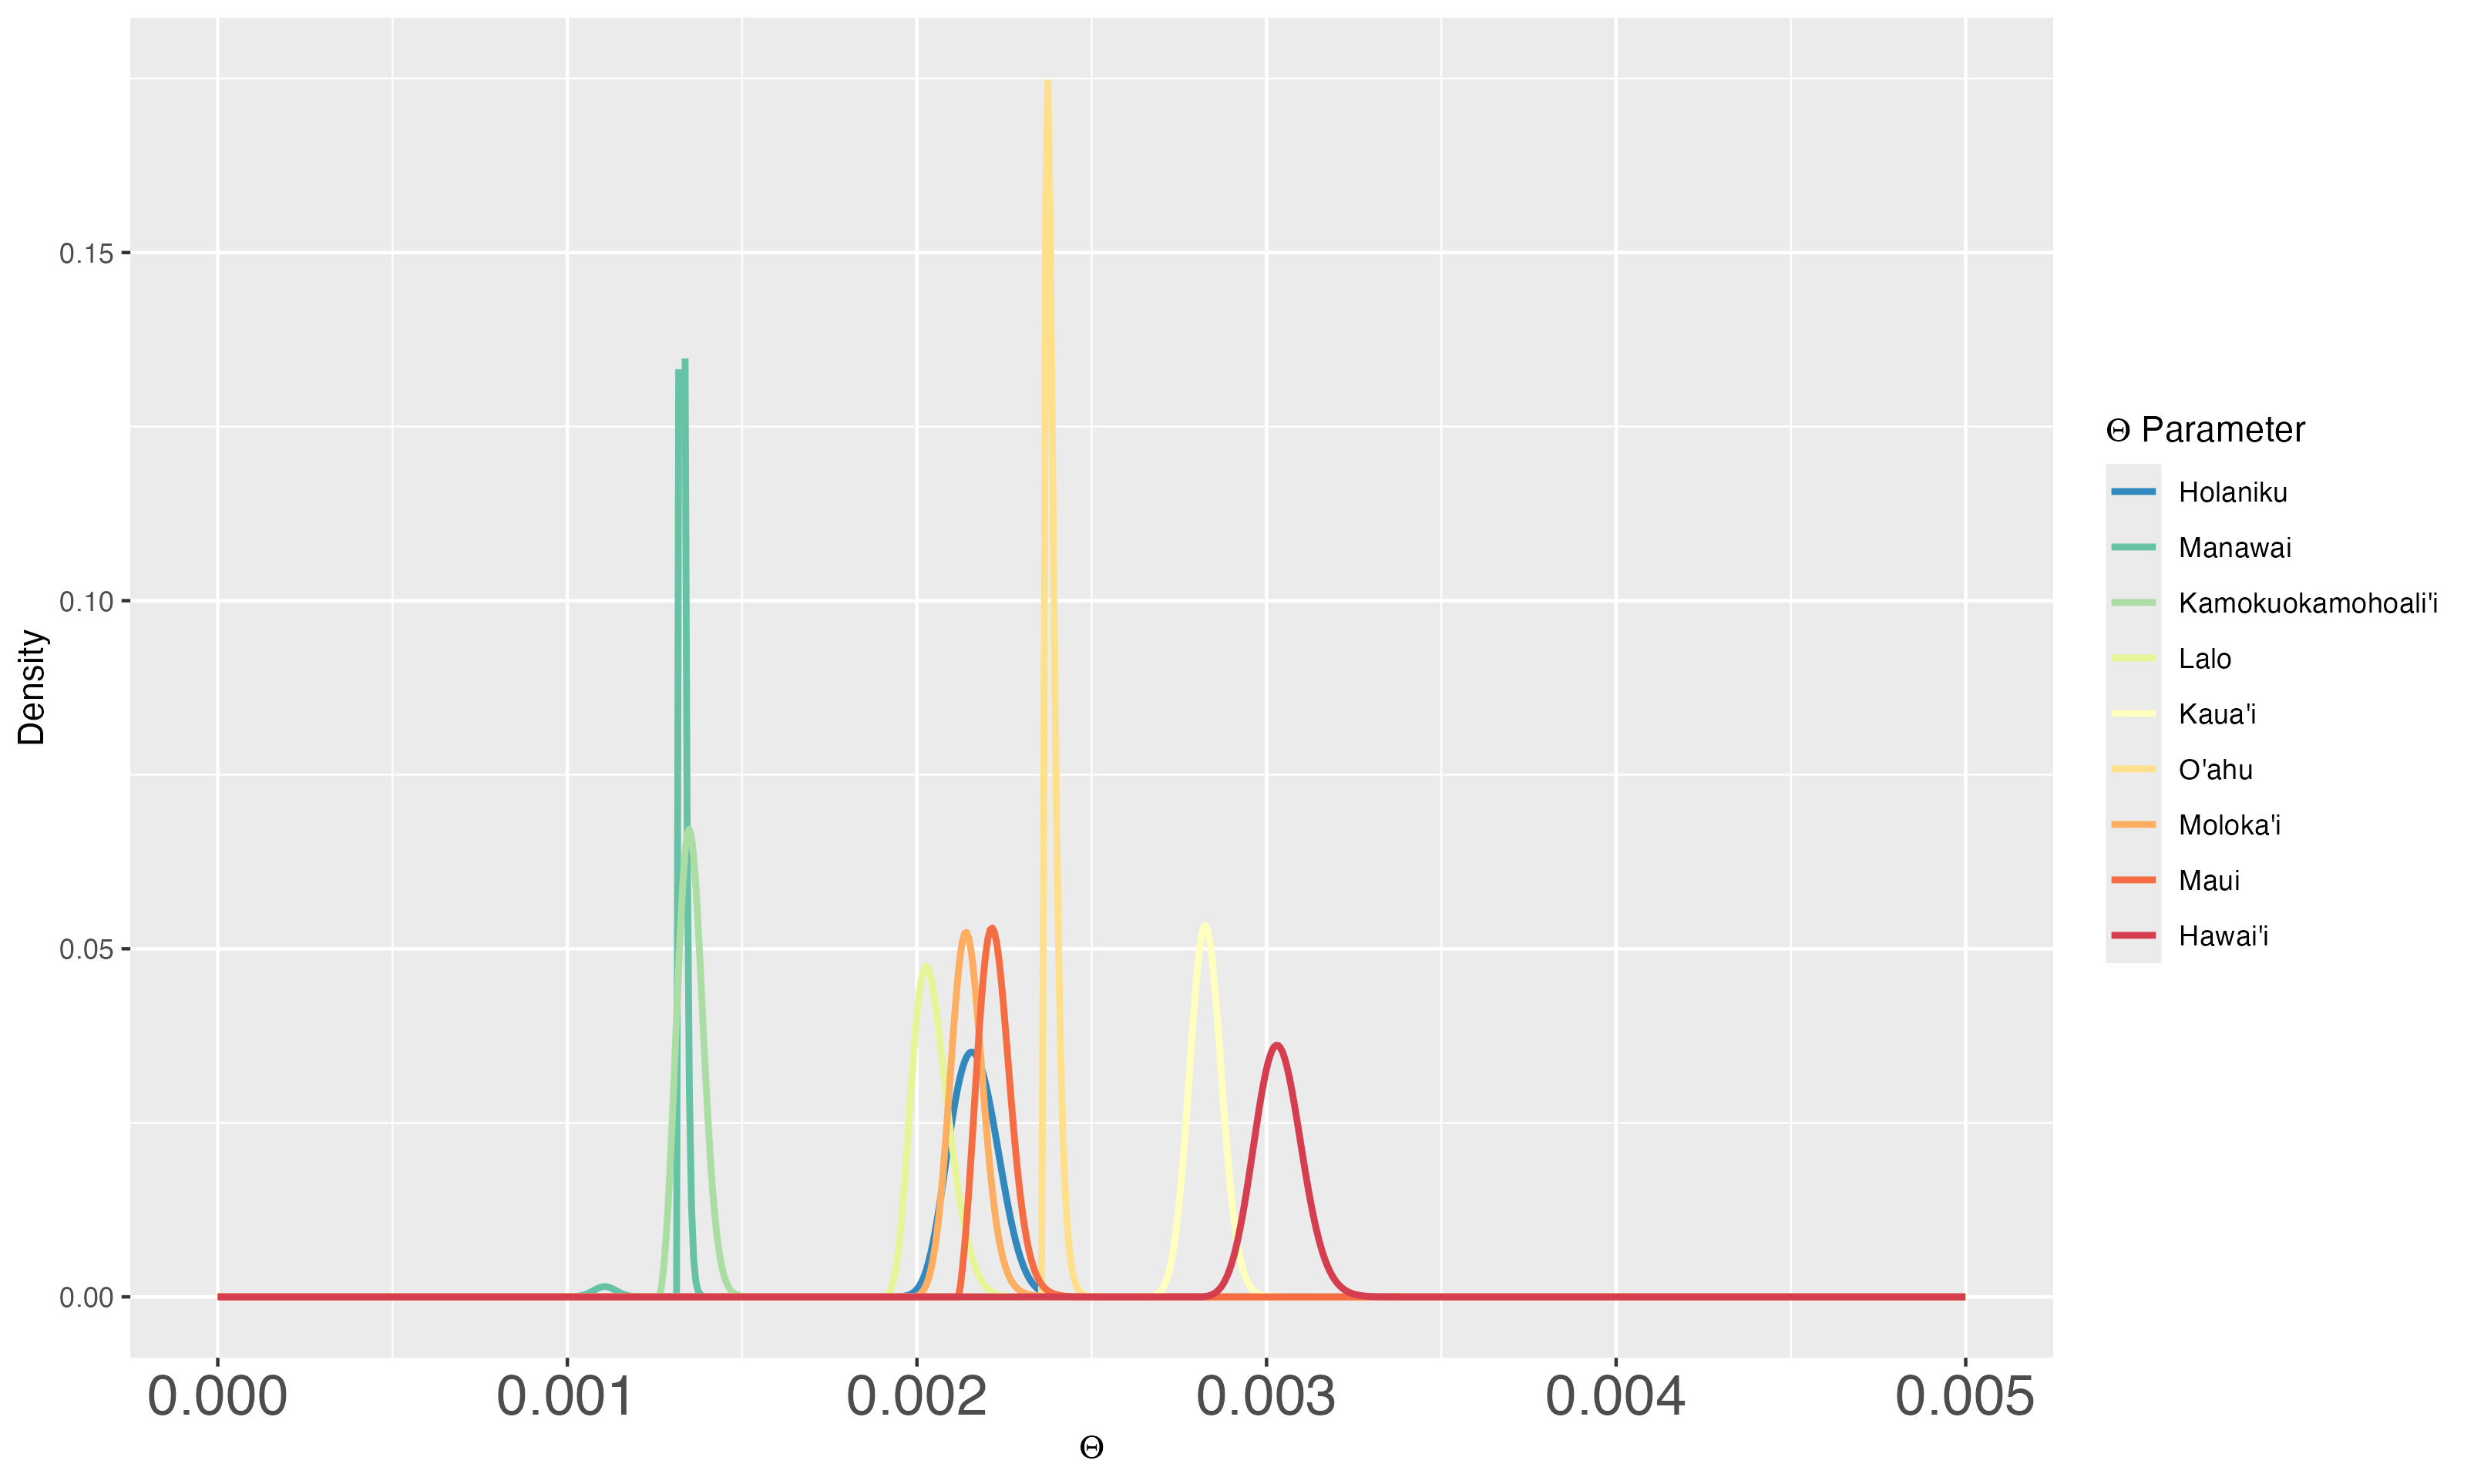 0.15
0.10
0.05
0.00
Density
0.000 0.001 0.002 0.003 0.004 0.005
Θ
Θ Parameter
Holaniku
Manawai
Kamokuokamohoali'i
Lalo
Kaua'i
O'ahu
Moloka'i
Maui
Hawai'i